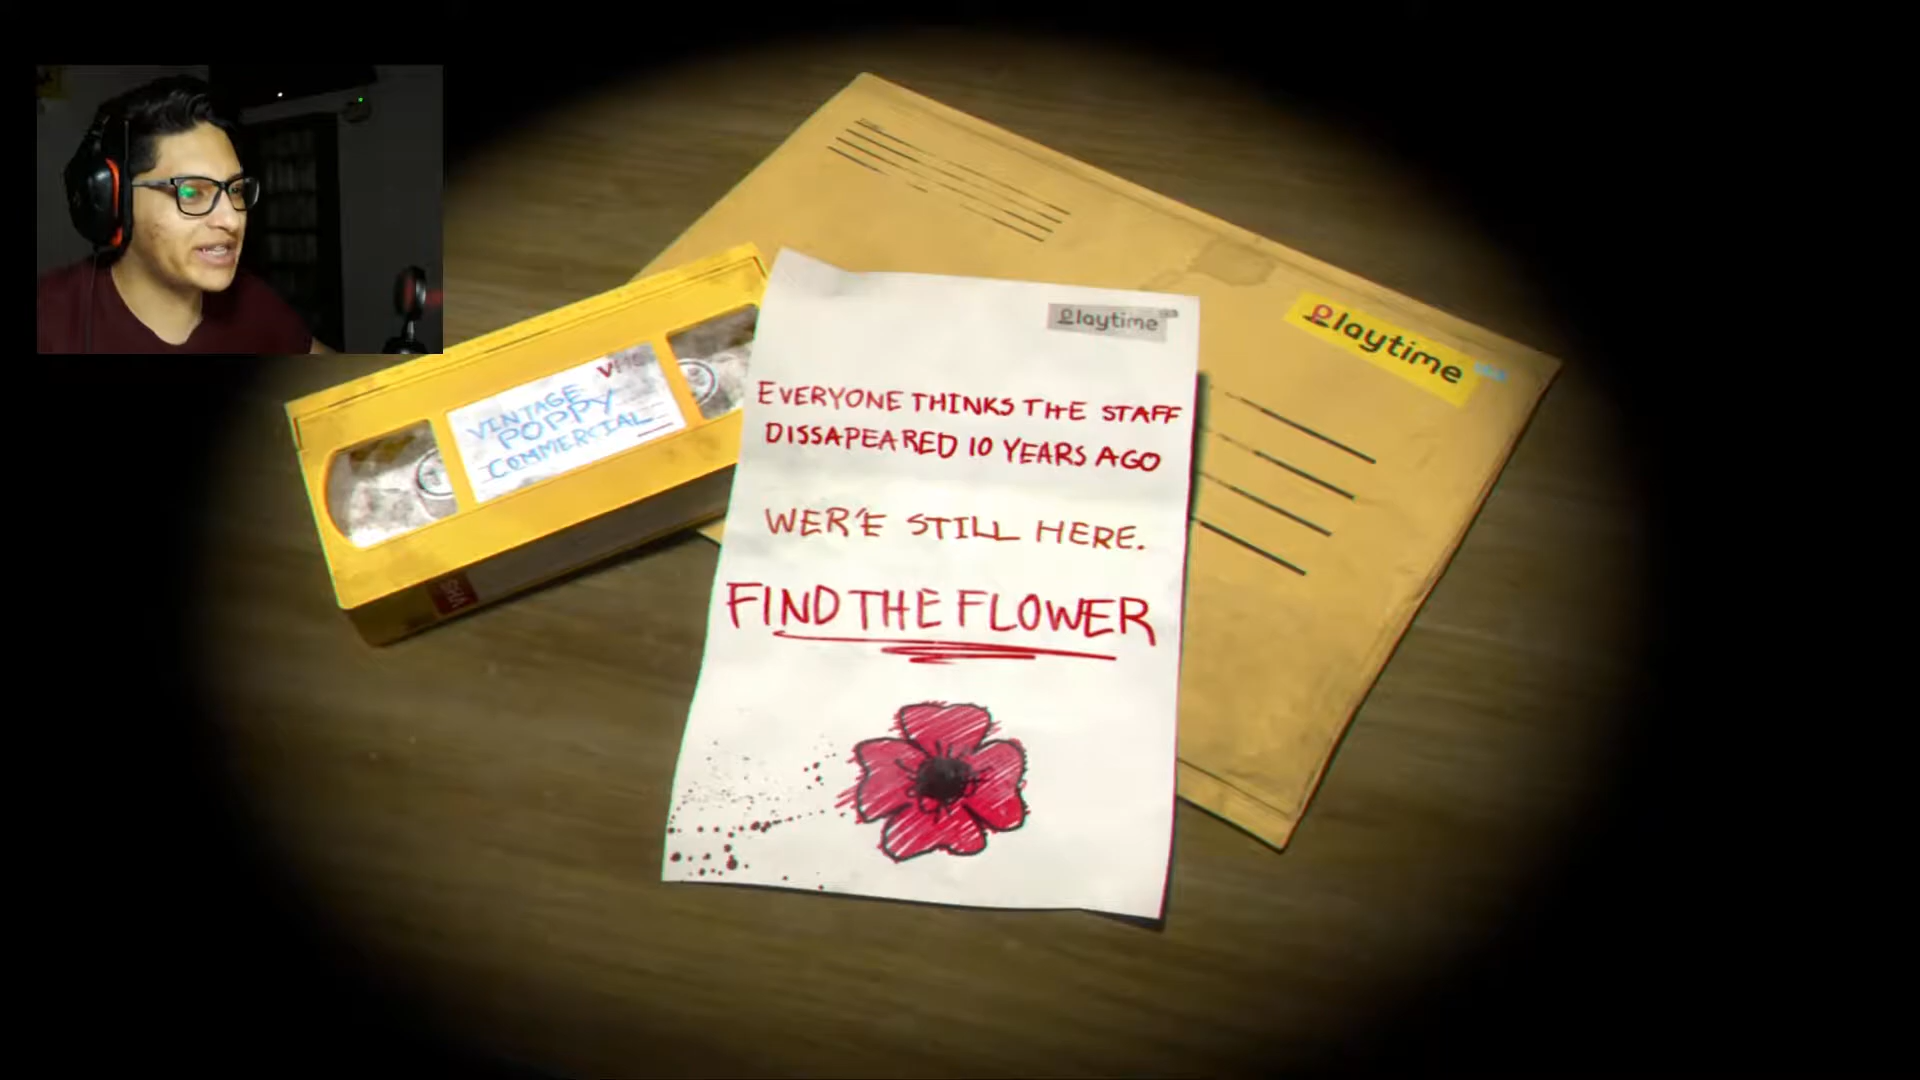 VINTAGE
POPPY
COMMERCIAL
VHS
Playtime
EVERYONE THINKS THE STAFF
DISSAPEARED 10 YEARS AGO
WER'E STILL HERE.
FIND THE FLOWER
Playtime